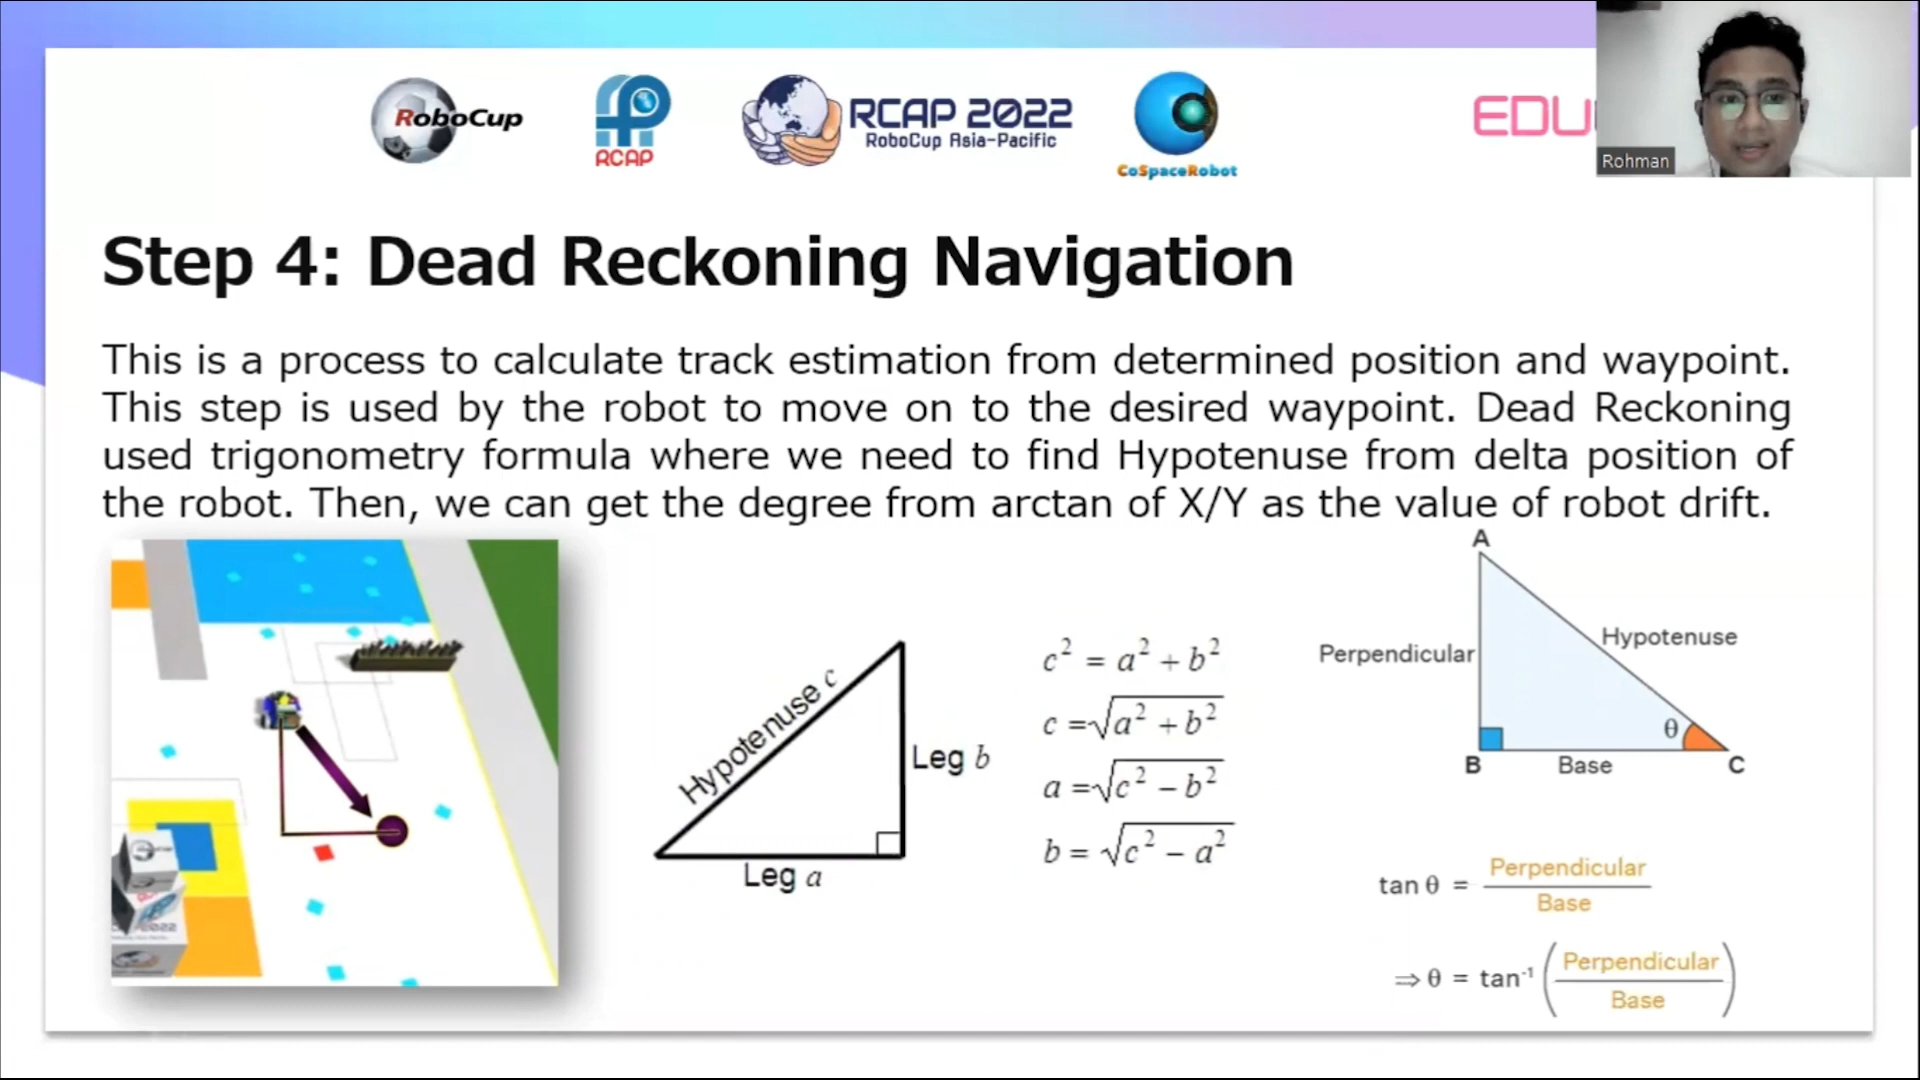 RoboCup
RCAP
RCAP 2022
RoboCup Asia-Pacific
CoSpaceRobot
EDU
Rohman
Step 4: Dead Reckoning Navigation
This is a process to calculate track estimation from determined position and waypoint.
This step is used by the robot to move on to the desired waypoint. Dead Reckoning
used trigonometry formula where we need to find Hypotenuse from delta position of
the robot. Then, we can get the degree from arctan of X/Y as the value of robot drift.
2022
Hypotenuse c
Leg b
Leg a
c² = a² + b²
c = √a² + b²
a = √c² − b²
b = √c² − a²
A
Perpendicular
Hypotenuse
θ
B
Base
C
tan θ = Perpendicular
Base
⇒ θ = tan⁻¹ (Perpendicular
Base)